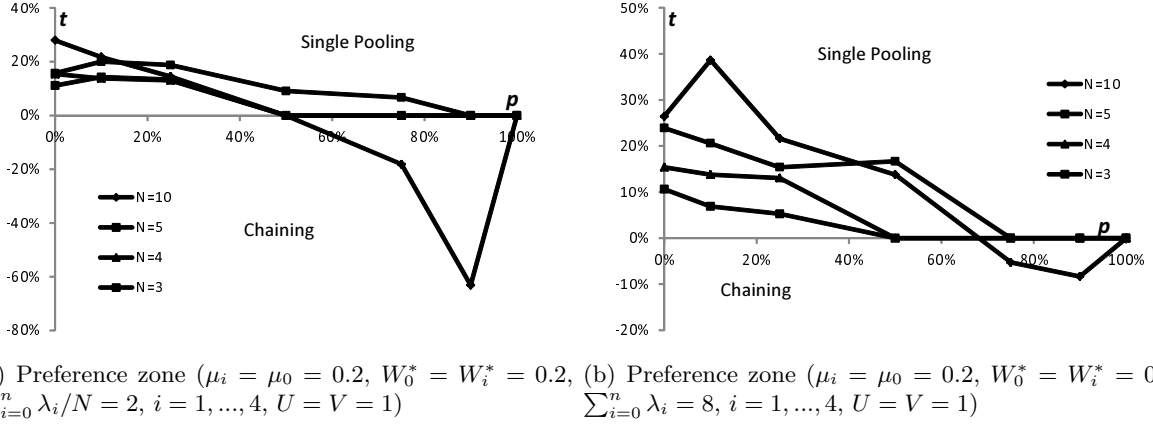 40%
t
20%
0%
-20%
-40%
-60%
-80%
0%
20%
40%
60%
80%
100%
p
Single Pooling
Chaining
N=10
N=5
N=4
N=3
50%
t
40%
30%
20%
10%
0%
-10%
-20%
0%
20%
40%
60%
80%
100%
p
Single Pooling
Chaining
N=10
N=5
N=4
N=3
) Preference zone (μᵢ = μ₀ = 0.2, W₀* = Wᵢ* = 0.2,
ⁿᵢ₌₀ λᵢ/N = 2, i = 1, ..., 4, U = V = 1)
(b) Preference zone (μᵢ = μ₀ = 0.2, W₀* = Wᵢ* = 0
∑ⁿᵢ₌₀ λᵢ = 8, i = 1, ..., 4, U = V = 1)